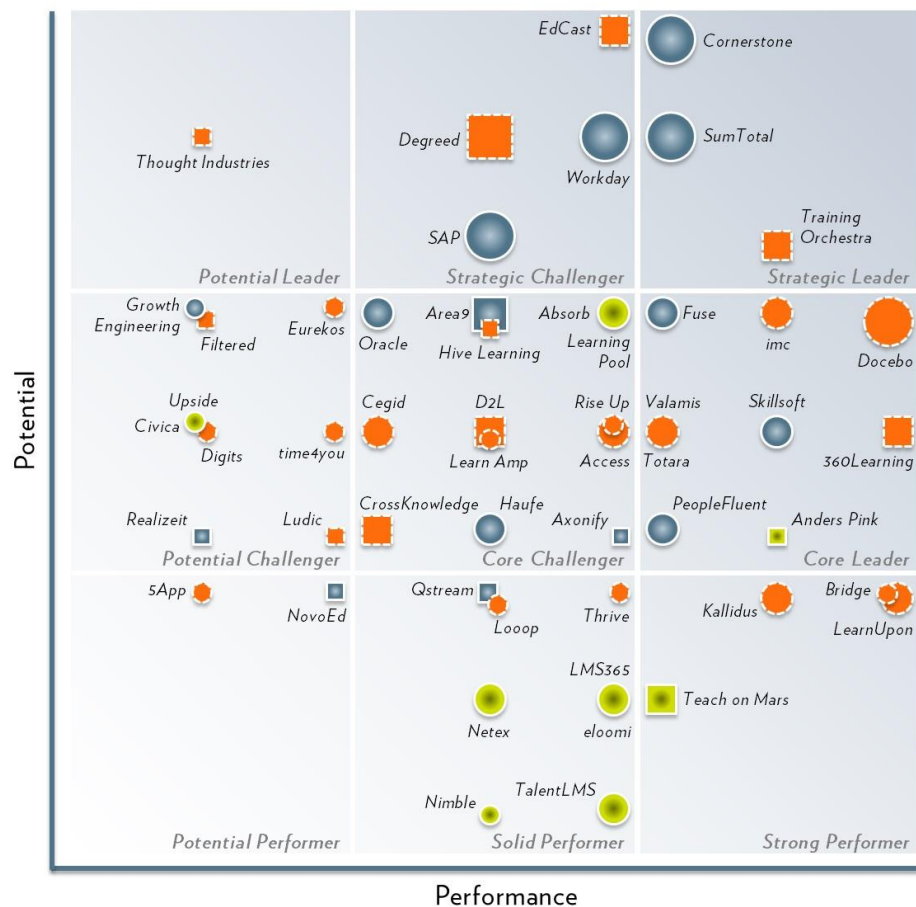 EdCast
Cornerstone
Thought Industries
Degreed
Workday
SumTotal
SAP
Training
Orchestra
Potential Leader
Strategic Challenger
Strategic Leader
Growth
Engineering
Filtered
Eurekos
Oracle
Area9
Hive Learning
Absorb
Learning
Pool
Fuse
imc
Docebo
Upside
Civica
Digits
time4you
Cegid
D2L
Learn Amp
Rise Up
Access
Valamis
Totara
Skillsoft
360Learning
Realizeit
Ludic
CrossKnowledge
Haufe
Axonify
PeopleFluent
Anders Pink
Potential Challenger
Core Challenger
Core Leader
5App
NovoEd
Qstream
Looop
Thrive
Kallidus
Bridge
LearnUpon
LMS365
Netex
eloomi
Teach on Mars
Nimble
TalentLMS
Potential Performer
Solid Performer
Strong Performer
Potential
Performance